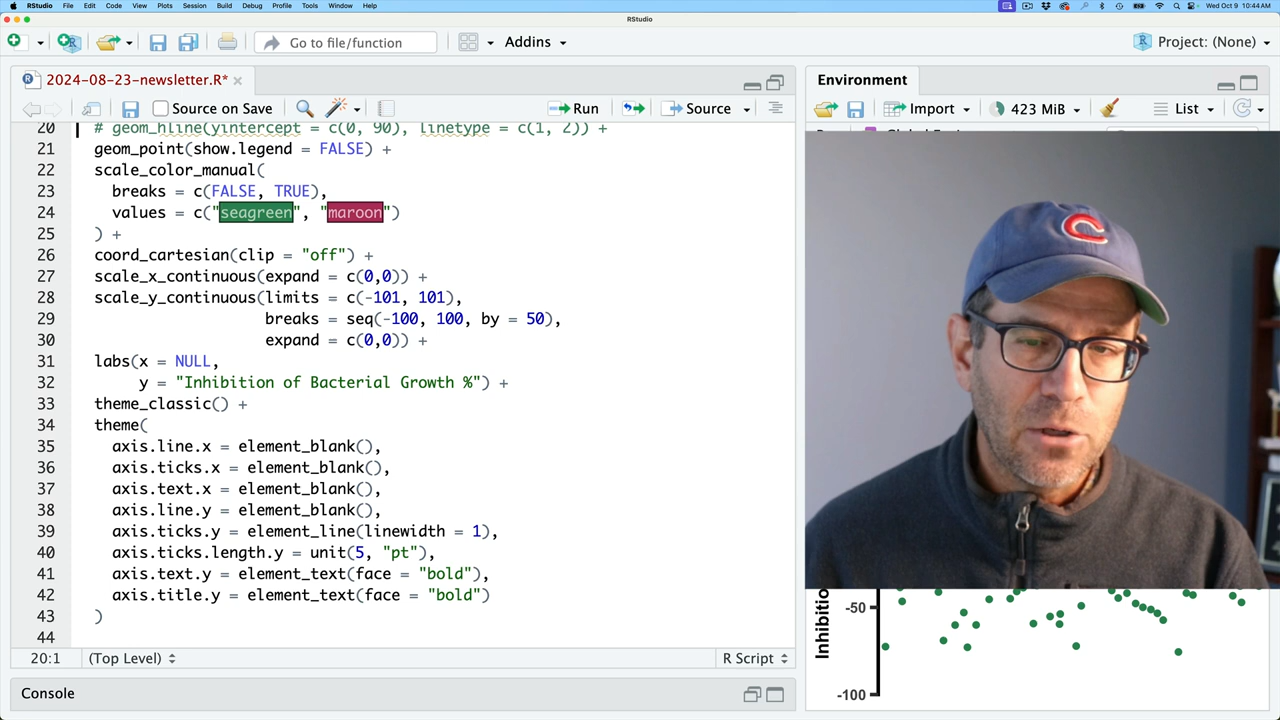 RStudio File Edit Code View Plots Session Build Debug Profile Tools Window Help Wed Oct 9 10:44 AM
RStudio
Go to file/function
Addins
Project: (None)
2024-08-23-newsletter.R*
Source on Save
Run
Source
20 # geom_hline(yintercept = c(0, 90), linetype = c(1, 2)) +
21 geom_point(show.legend = FALSE) +
22 scale_color_manual(
23 breaks = c(FALSE, TRUE),
24 values = c("seagreen", "maroon")
25 ) +
26 coord_cartesian(clip = "off") +
27 scale_x_continuous(expand = c(0,0)) +
28 scale_y_continuous(limits = c(-101, 101),
29 breaks = seq(-100, 100, by = 50),
30 expand = c(0,0)) +
31 labs(x = NULL,
32 y = "Inhibition of Bacterial Growth %") +
33 theme_classic() +
34 theme(
35 axis.line.x = element_blank(),
36 axis.ticks.x = element_blank(),
37 axis.text.x = element_blank(),
38 axis.line.y = element_blank(),
39 axis.ticks.y = element_line(linewidth = 1),
40 axis.ticks.length.y = unit(5, "pt"),
41 axis.text.y = element_text(face = "bold"),
42 axis.title.y = element_text(face = "bold")
43 )
44
20:1 (Top Level) R Script
Console
Environment
Import 423 MiB List
C
Inhibitio
-50
-100